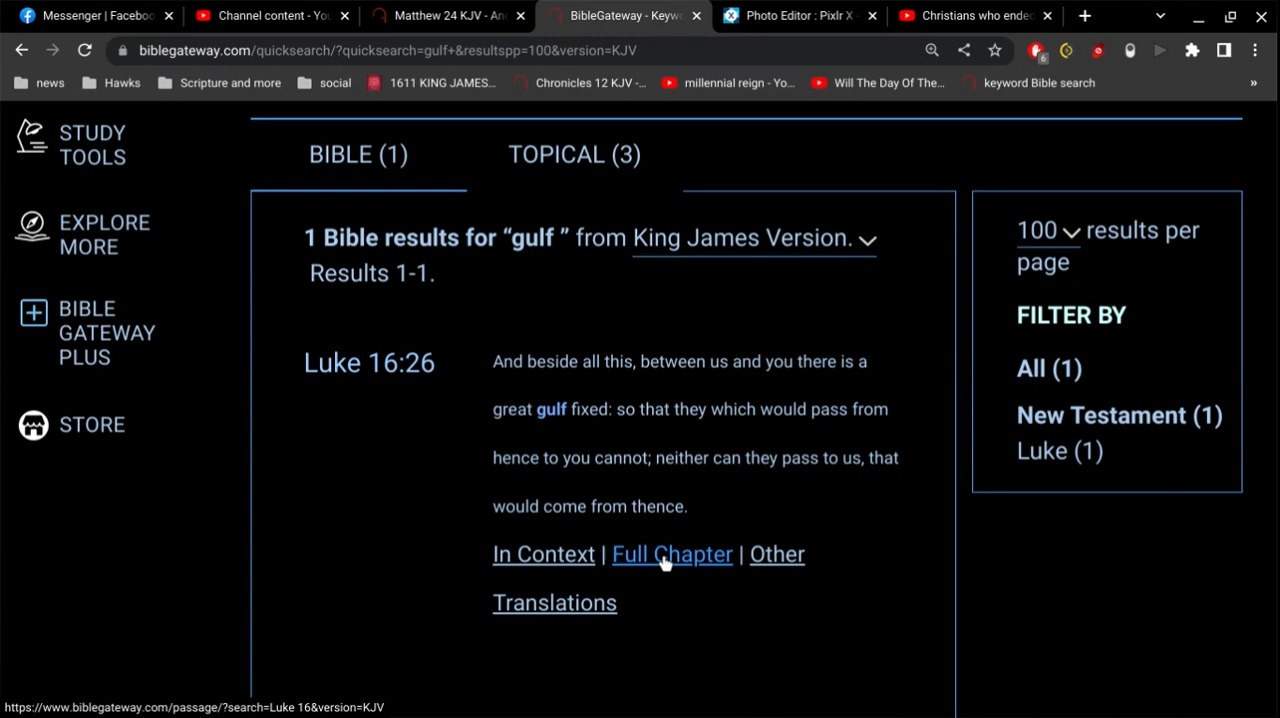 Messenger | Faceboo
Channel content - You
Matthew 24 KJV - An
BibleGateway - Keyw
Photo Editor : Pixlr X -
Christians who ended
biblegateway.com/quicksearch/?quicksearch=gulf+&resultspp=100&version=KJV
6
news
Hawks
Scripture and more
social
1611 KING JAMES...
Chronicles 12 KJV -...
millennial reign - Yo...
Will The Day Of The...
keyword Bible search
»
STUDY
TOOLS
EXPLORE
MORE
BIBLE
GATEWAY
PLUS
STORE
BIBLE (1)
TOPICAL (3)
1 Bible results for “gulf ” from King James Version.
Results 1-1.
Luke 16:26
And beside all this, between us and you there is a
great gulf fixed: so that they which would pass from
hence to you cannot; neither can they pass to us, that
would come from thence.
In Context | Full Chapter | Other
Translations
100 results per
page
FILTER BY
All (1)
New Testament (1)
Luke (1)
https://www.biblegateway.com/passage/?search=Luke 16&version=KJV